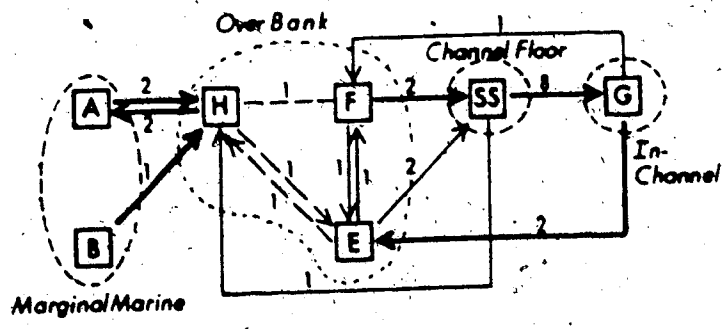 Over Bank
1
Channel Floor
A
2
2
H
1
F
2
SS
8
G
1
1
1
1
1
2
In-
Channel
B
E
2
1
Marginal Marine